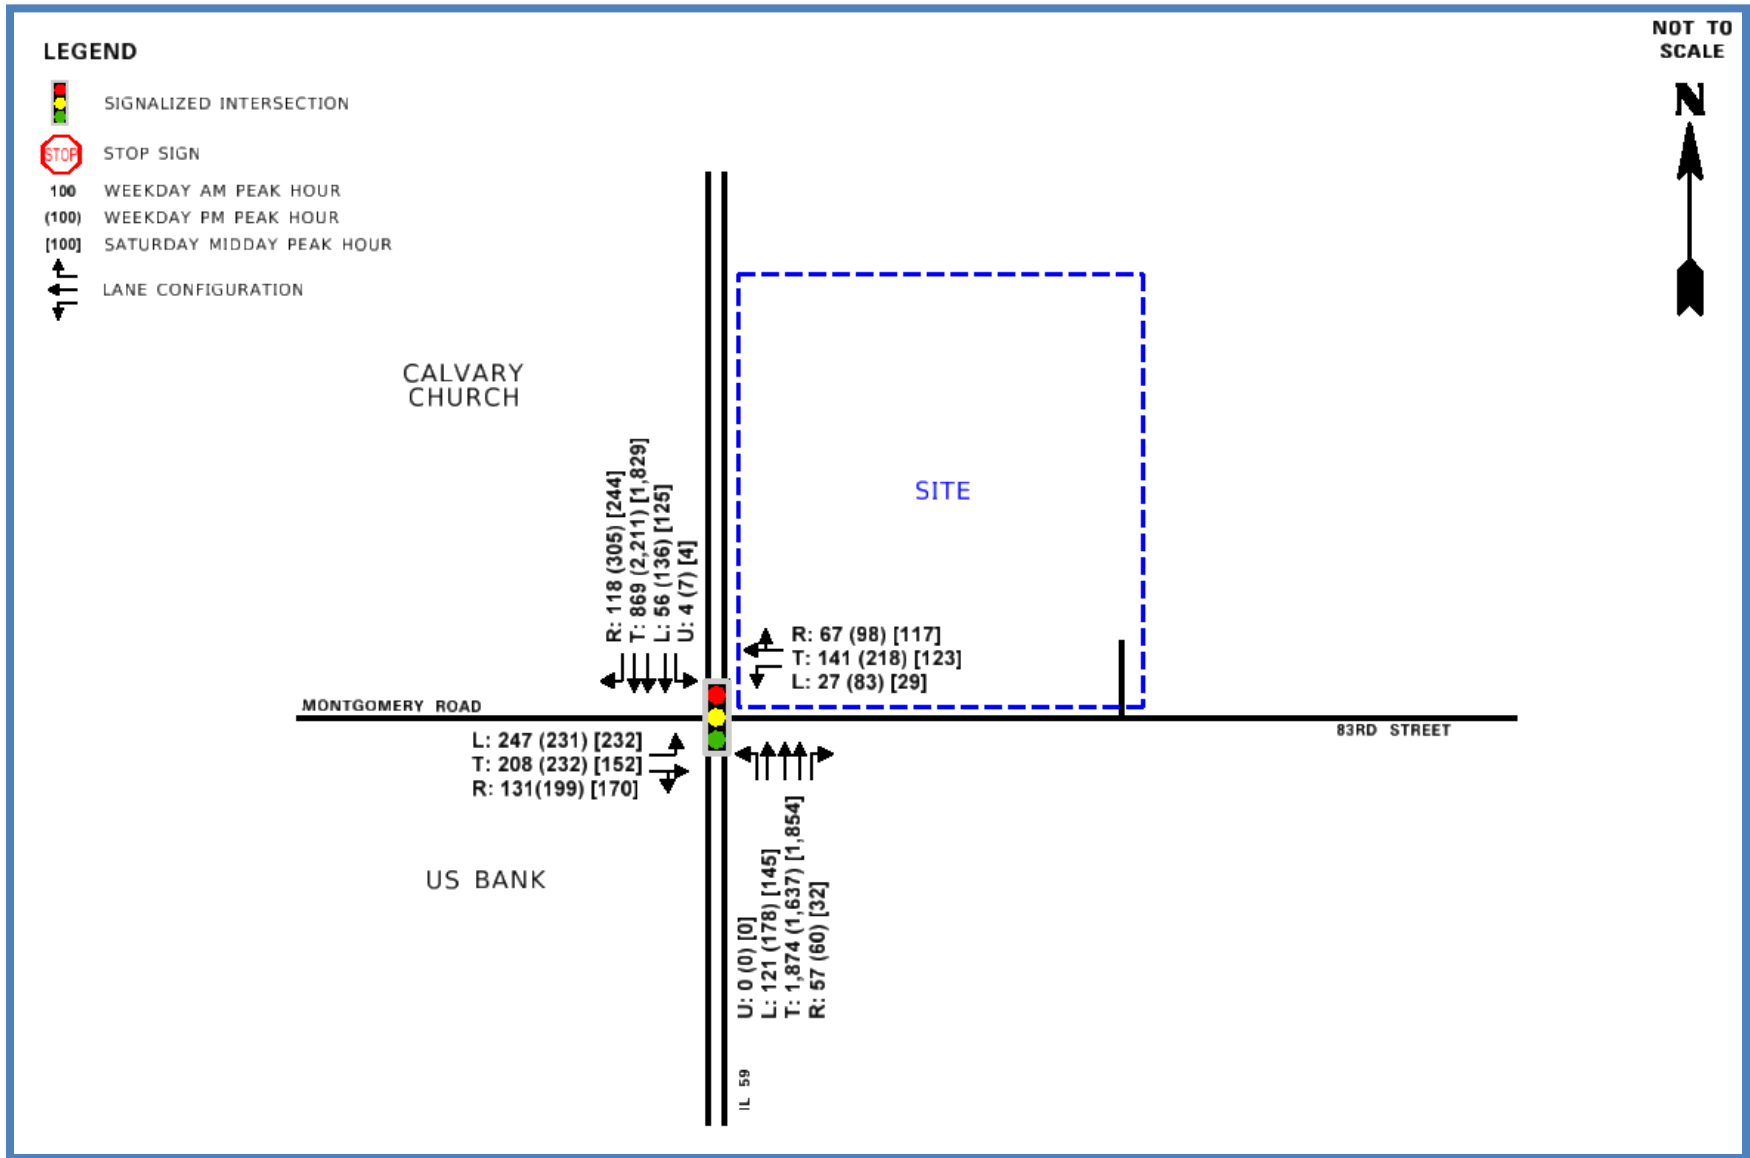 NOT TO
SCALE
N
LEGEND
SIGNALIZED INTERSECTION
STOP
STOP SIGN
100 WEEKDAY AM PEAK HOUR
(100) WEEKDAY PM PEAK HOUR
[100] SATURDAY MIDDAY PEAK HOUR
LANE CONFIGURATION
CALVARY
CHURCH
SITE
R: 118 (305) [244]
T: 869 (2,211) [1,829]
L: 56 (136) [125]
U: 4 (7) [4]
R: 67 (98) [117]
T: 141 (218) [123]
L: 27 (83) [29]
MONTGOMERY ROAD
83RD STREET
L: 247 (231) [232]
T: 208 (232) [152]
R: 131(199) [170]
US BANK
U: 0 (0) [0]
L: 121 (178) [145]
T: 1,874 (1,637) [1,854]
R: 57 (60) [32]
IL 59